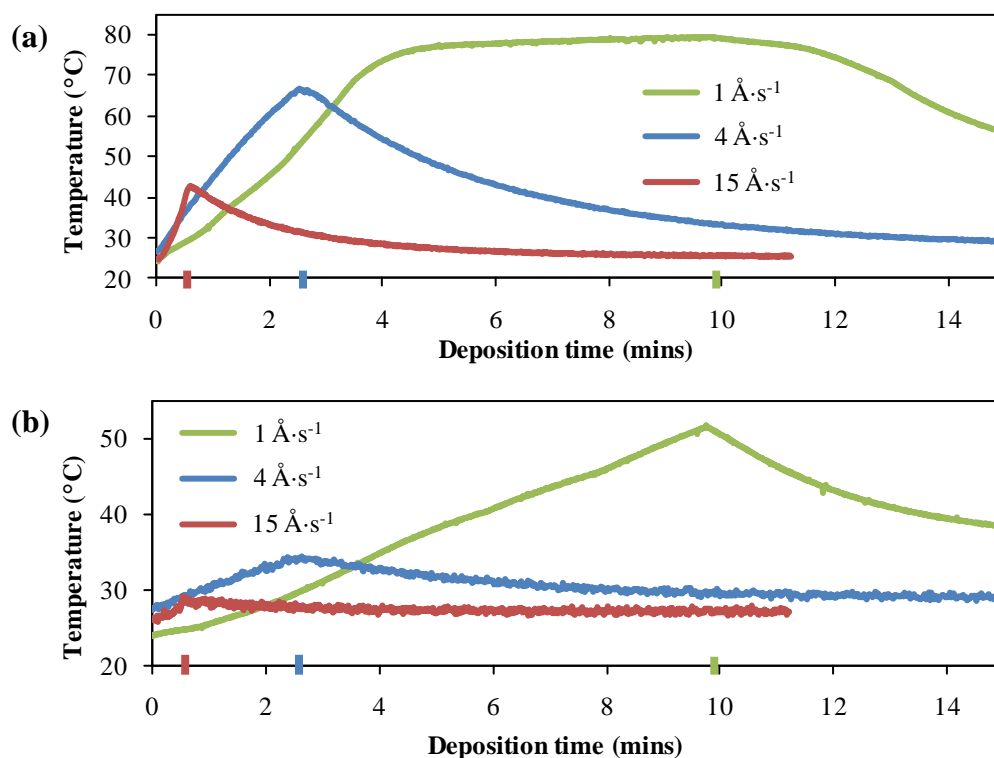 (a)
Temperature (°C)
80
70
60
50
40
30
20
1 Å·s⁻¹
4 Å·s⁻¹
15 Å·s⁻¹
0 2 4 6 8 10 12 14
Deposition time (mins)
(b)
Temperature (°C)
50
40
30
20
1 Å·s⁻¹
4 Å·s⁻¹
15 Å·s⁻¹
0 2 4 6 8 10 12 14
Deposition time (mins)